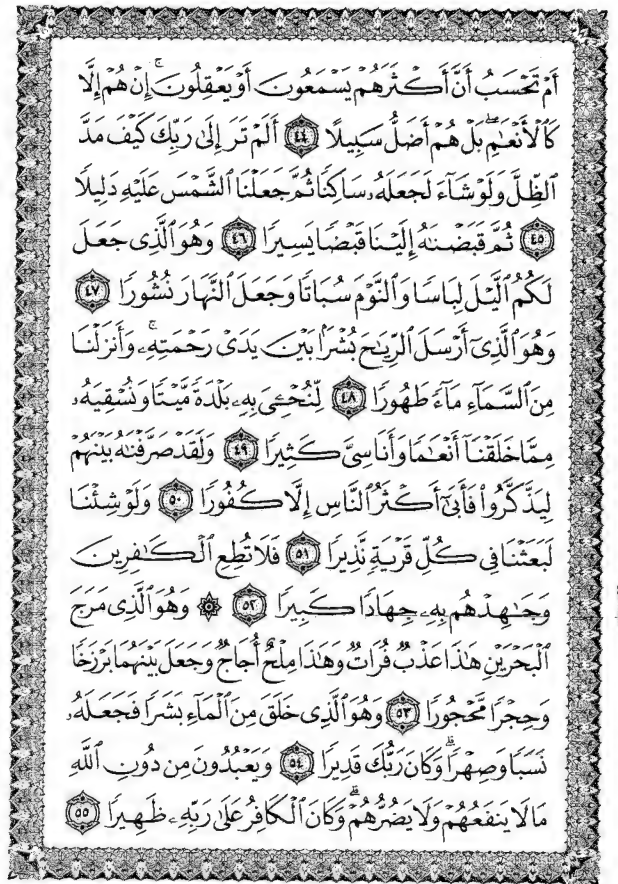 أَمْ تَحْسَبُ أَنَّ أَكْثَرَهُمْ يَسْمَعُونَ أَوْ يَعْقِلُونَ ۚ إِنْ هُمْ إِلَّا
كَالْأَنْعَٰمِ ۖ بَلْ هُمْ أَضَلُّ سَبِيلًا ٤٤ أَلَمْ تَرَ إِلَىٰ رَبِّكَ كَيْفَ مَدَّ
ٱلظِّلَّ وَلَوْ شَآءَ لَجَعَلَهُۥ سَاكِنًا ثُمَّ جَعَلْنَا ٱلشَّمْسَ عَلَيْهِ دَلِيلًا
٤٥ ثُمَّ قَبَضْنَٰهُ إِلَيْنَا قَبْضًا يَسِيرًا ٤٦ وَهُوَ ٱلَّذِى جَعَلَ
لَكُمُ ٱلَّيْلَ لِبَاسًا وَٱلنَّوْمَ سُبَاتًا وَجَعَلَ ٱلنَّهَارَ نُشُورًا ٤٧
وَهُوَ ٱلَّذِىٓ أَرْسَلَ ٱلرِّيَٰحَ بُشْرًۢا بَيْنَ يَدَىْ رَحْمَتِهِۦ ۚ وَأَنزَلْنَا
مِنَ ٱلسَّمَآءِ مَآءً طَهُورًا ٤٨ لِّنُحْـِۧىَ بِهِۦ بَلْدَةً مَّيْتًا وَنُسْقِيَهُۥ
مِمَّا خَلَقْنَآ أَنْعَٰمًا وَأَنَاسِىَّ كَثِيرًا ٤٩ وَلَقَدْ صَرَّفْنَٰهُ بَيْنَهُمْ
لِيَذَّكَّرُوا۟ فَأَبَىٰٓ أَكْثَرُ ٱلنَّاسِ إِلَّا كُفُورًا ٥٠ وَلَوْ شِئْنَا
لَبَعَثْنَا فِى كُلِّ قَرْيَةٍ نَّذِيرًا ٥١ فَلَا تُطِعِ ٱلْكَٰفِرِينَ
وَجَٰهِدْهُم بِهِۦ جِهَادًا كَبِيرًا ٥٢ ۞ وَهُوَ ٱلَّذِى مَرَجَ
ٱلْبَحْرَيْنِ هَٰذَا عَذْبٌ فُرَاتٌ وَهَٰذَا مِلْحٌ أُجَاجٌ وَجَعَلَ بَيْنَهُمَا بَرْزَخًا
وَحِجْرًا مَّحْجُورًا ٥٣ وَهُوَ ٱلَّذِى خَلَقَ مِنَ ٱلْمَآءِ بَشَرًا فَجَعَلَهُۥ
نَسَبًا وَصِهْرًا ۗ وَكَانَ رَبُّكَ قَدِيرًا ٥٤ وَيَعْبُدُونَ مِن دُونِ ٱللَّهِ
مَا لَا يَنفَعُهُمْ وَلَا يَضُرُّهُمْ ۗ وَكَانَ ٱلْكَافِرُ عَلَىٰ رَبِّهِۦ ظَهِيرًا ٥٥